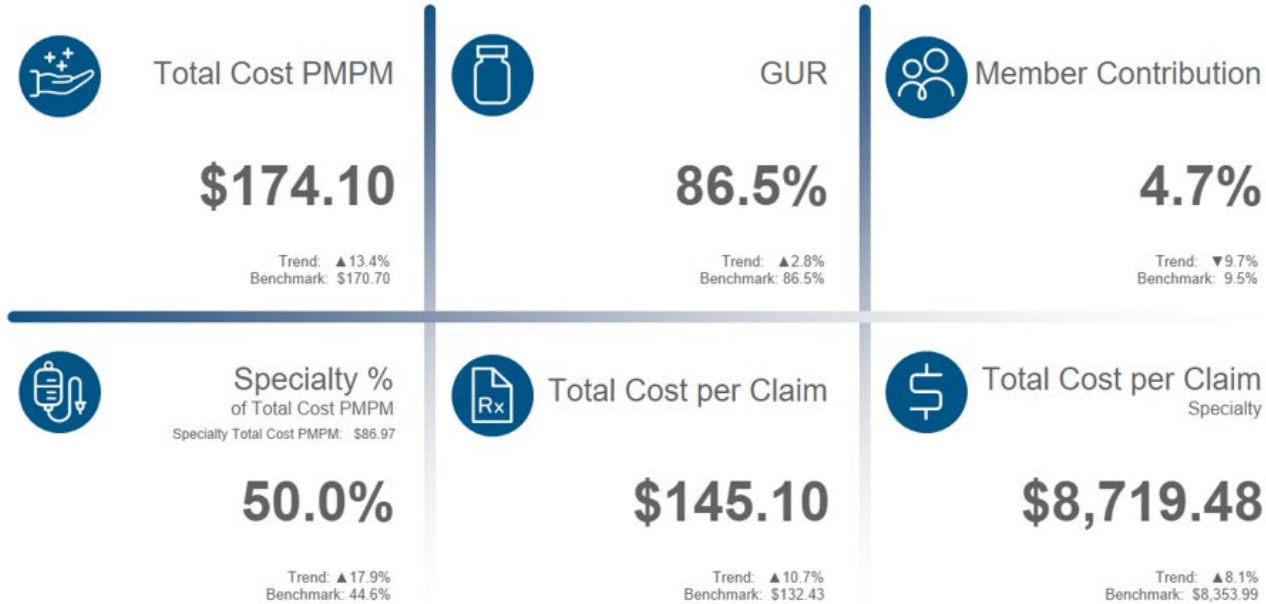 Total Cost PMPM
$174.10
Trend: ▲13.4%
Benchmark: $170.70
GUR
86.5%
Trend: ▲2.8%
Benchmark: 86.5%
Member Contribution
4.7%
Trend: ▼9.7%
Benchmark: 9.5%
Specialty %
of Total Cost PMPM
Specialty Total Cost PMPM: $86.97
50.0%
Trend: ▲17.9%
Benchmark: 44.6%
Rx
Total Cost per Claim
$145.10
Trend: ▲10.7%
Benchmark: $132.43
$
Total Cost per Claim
Specialty
$8,719.48
Trend: ▲8.1%
Benchmark: $8,353.99